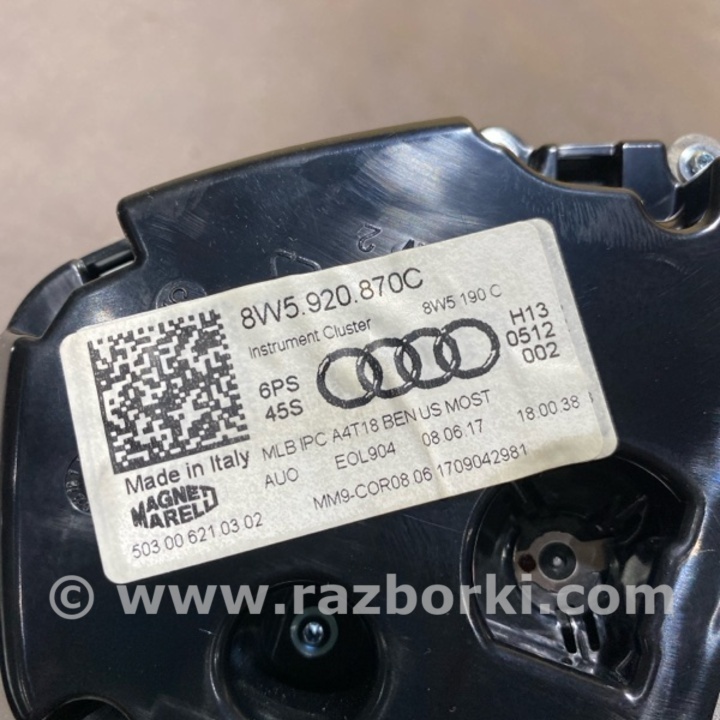 8W5.920.870C
Instrument Cluster 8W5 190 C
6PS
45S
H13
0512
002
Made in Italy
MLB IPC A4T18 BEN US MOST
AUO EOL904 08.06.17 18.00.38
MAGNETI
MARELLI
MM9-COR08 06 1709042981
503 00 621 03 02
© www.razborki.com